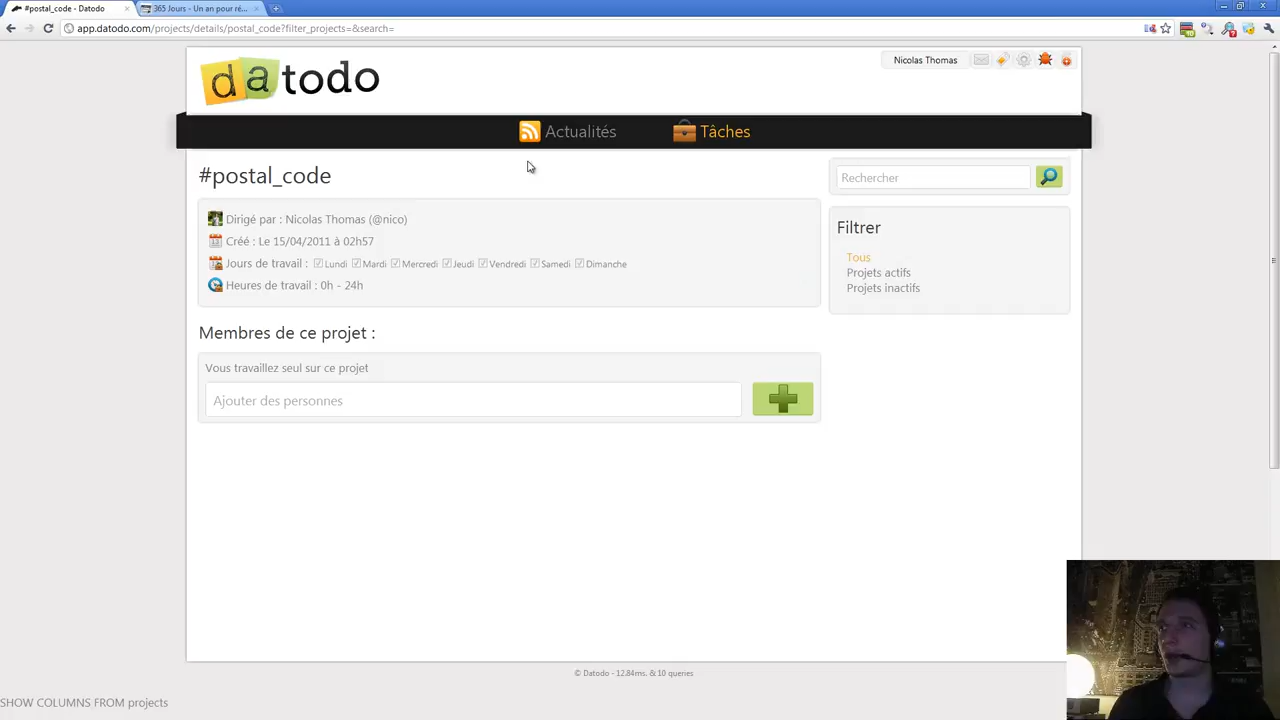 #postal_code - Datodo
365 Jours - Un an pour ré...
app.datodo.com/projects/details/postal_code?filter_projects=&search=
datodo
Nicolas Thomas
Actualités
Tâches
#postal_code
Dirigé par : Nicolas Thomas (@nico)
Créé : Le 15/04/2011 à 02h57
Jours de travail : Lundi Mardi Mercredi Jeudi Vendredi Samedi Dimanche
Heures de travail : 0h - 24h
Rechercher
Filtrer
Tous
Projets actifs
Projets inactifs
Membres de ce projet :
Vous travaillez seul sur ce projet
Ajouter des personnes
© Datodo - 12.84ms. & 10 queries
SHOW COLUMNS FROM projects